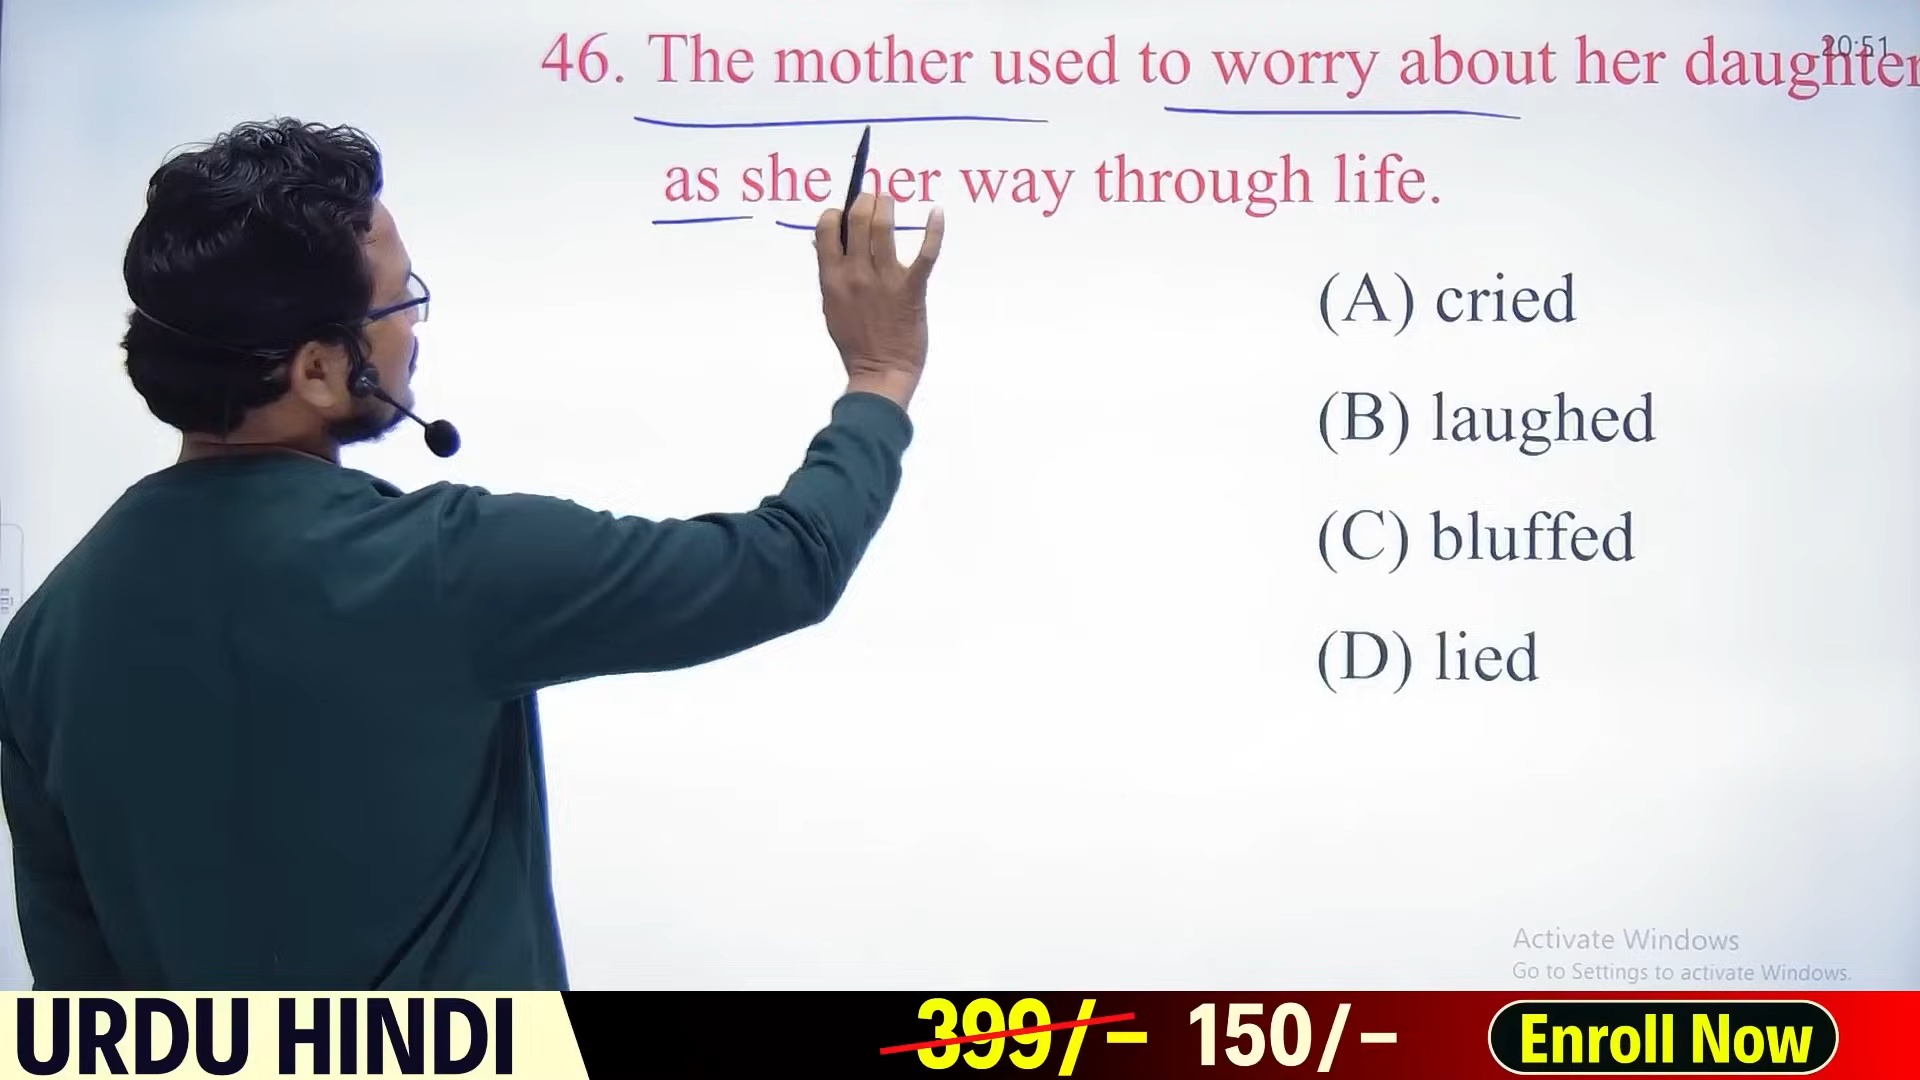 46. The mother used to worry about her daughter
20:51
as she her way through life.
(A) cried
(B) laughed
(C) bluffed
(D) lied
Activate Windows
Go to Settings to activate Windows.
URDU HINDI 399/- 150/- Enroll Now